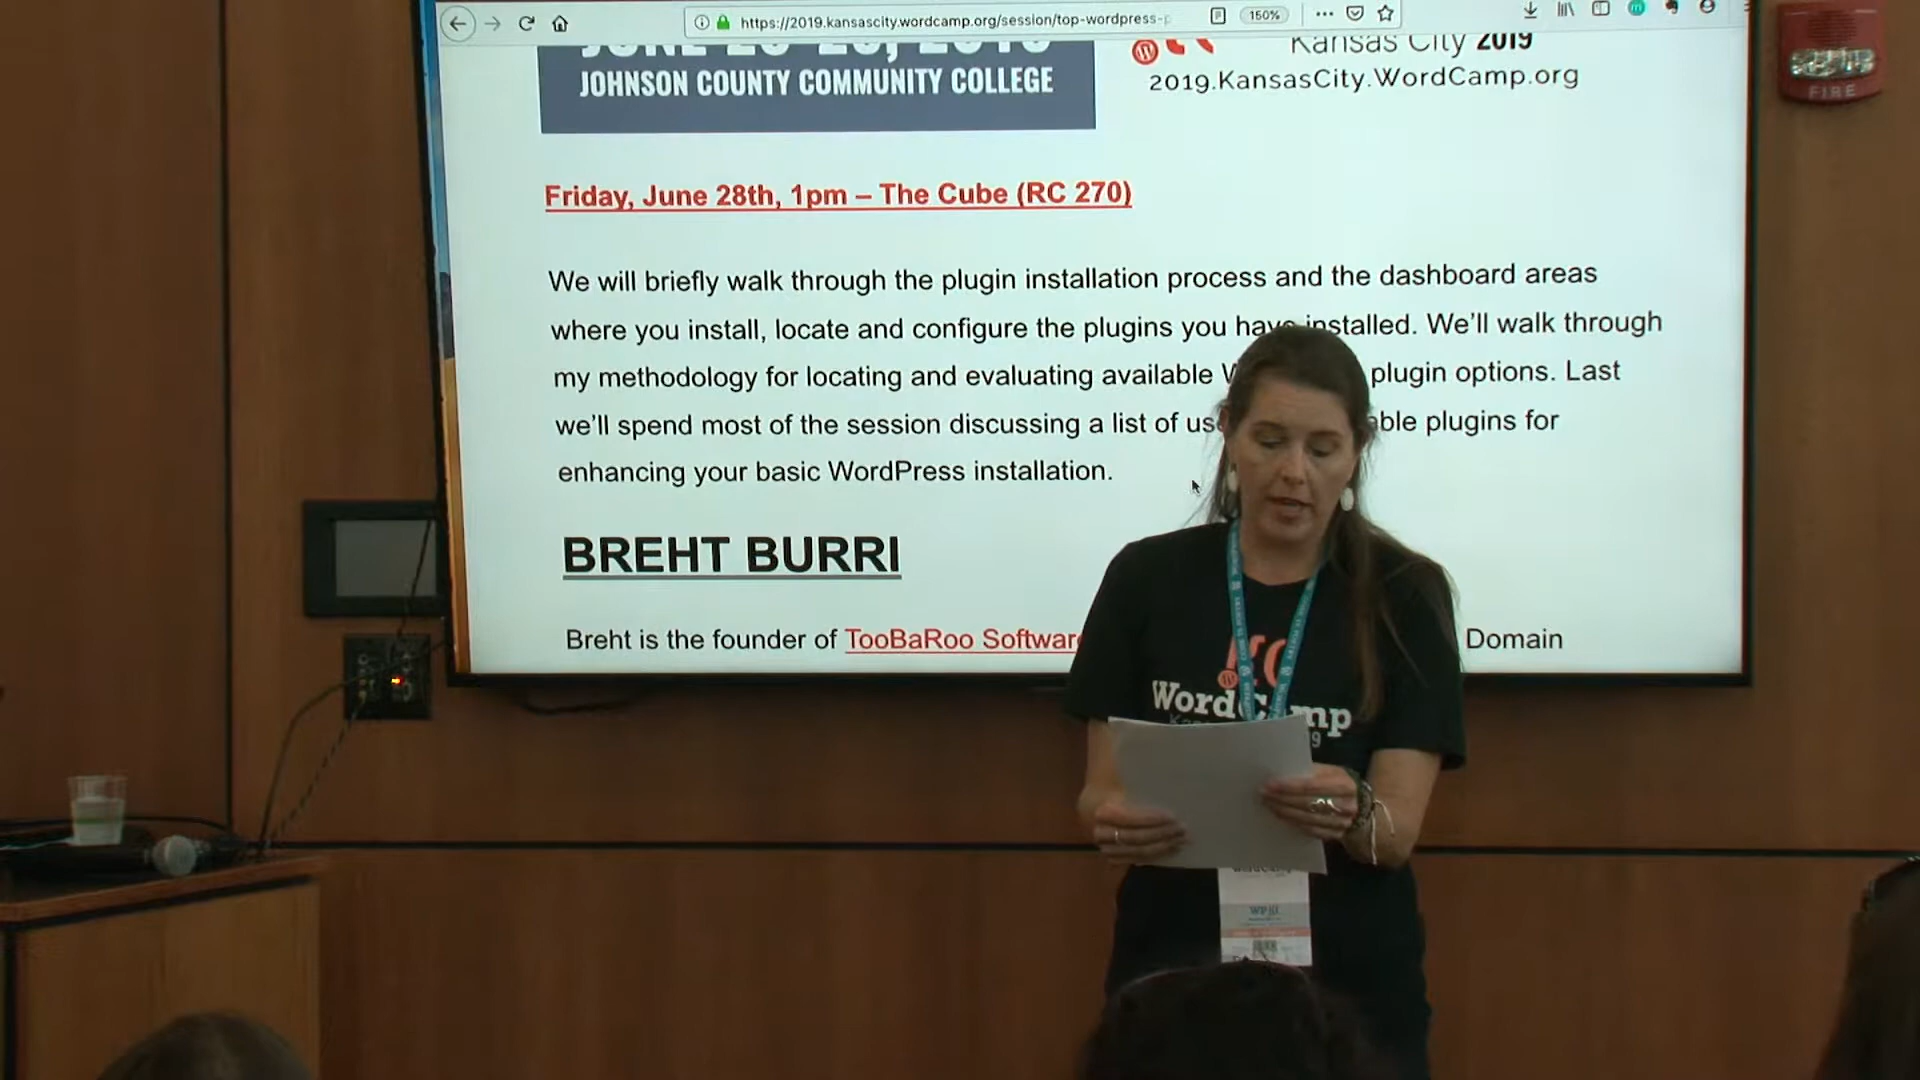 https://2019.kansascity.wordcamp.org/session/top-wordpress-p
150%
Kansas City 2019
JOHNSON COUNTY COMMUNITY COLLEGE
2019.KansasCity.WordCamp.org
FIRE
Friday, June 28th, 1pm – The Cube (RC 270)
We will briefly walk through the plugin installation process and the dashboard areas
where you install, locate and configure the plugins you have installed. We'll walk through
my methodology for locating and evaluating available plugin options. Last
we'll spend most of the session discussing a list of plugins for
enhancing your basic WordPress installation.
BREHT BURRI
Breht is the founder of TooBaRoo Softwar Domain
KC
WordCamp